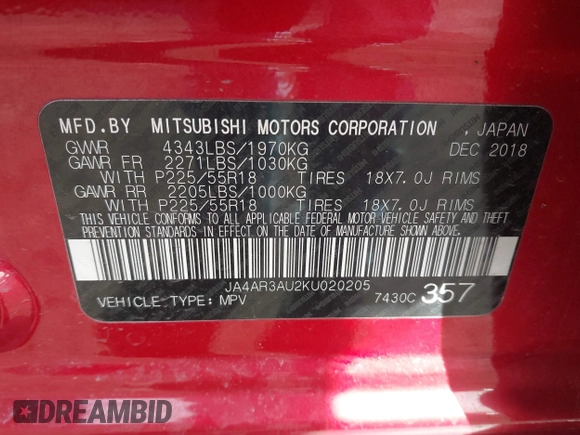 MFD.BY MITSUBISHI MOTORS CORPORATION , JAPAN
GVWR 4343LBS/1970KG DEC 2018
GAWR FR 2271LBS/1030KG
WITH P225/55R18 TIRES 18X7.0J RIMS
GAWR RR 2205LBS/1000KG
WITH P225/55R18 TIRES 18X7.0J RIMS
THIS VEHICLE CONFORMS TO ALL APPLICABLE FEDERAL MOTOR VEHICLE SAFETY AND THEFT
PREVENTION STANDARDS IN EFFECT ON THE DATE OF MANUFACTURE SHOWN ABOVE.
JA4AR3AU2KU020205
VEHICLE TYPE: MPV 7430C 357
DREAMBID